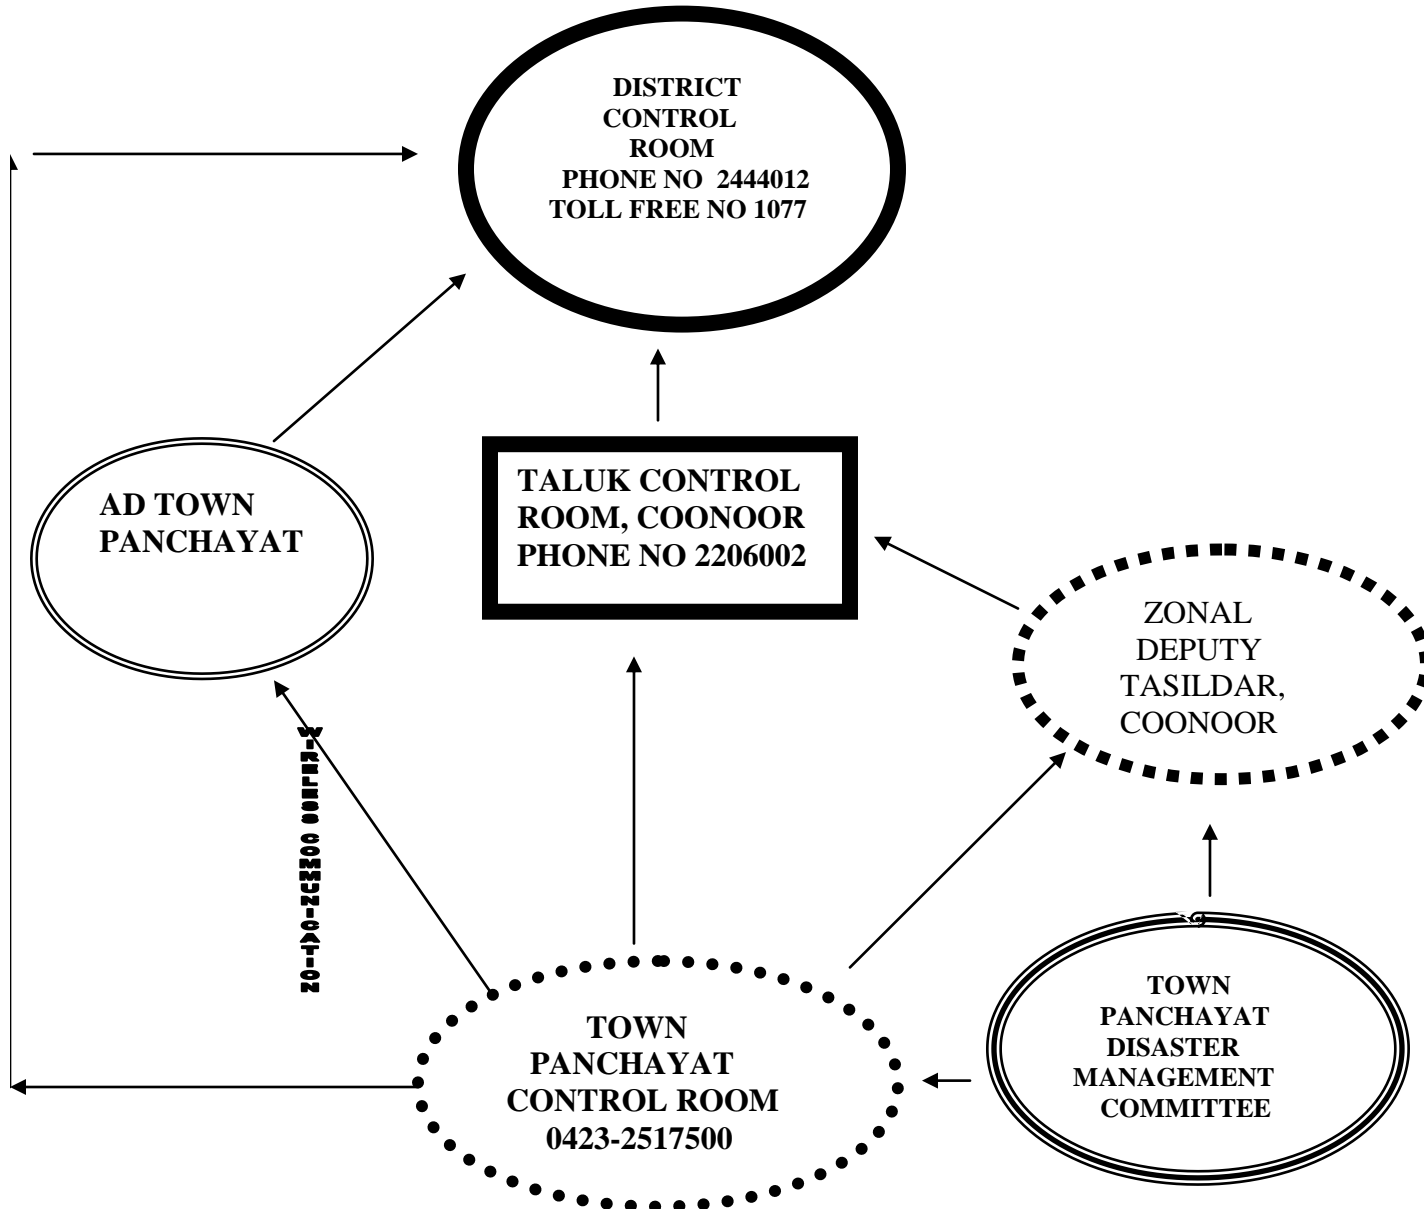 DISTRICT
CONTROL
ROOM
PHONE NO 2444012
TOLL FREE NO 1077
AD TOWN
PANCHAYAT
TALUK CONTROL
ROOM, COONOOR
PHONE NO 2206002
ZONAL
DEPUTY
TASILDAR,
COONOOR
WIRELESS COMMUNICATION
TOWN
PANCHAYAT
CONTROL ROOM
0423-2517500
TOWN
PANCHAYAT
DISASTER
MANAGEMENT
COMMITTEE